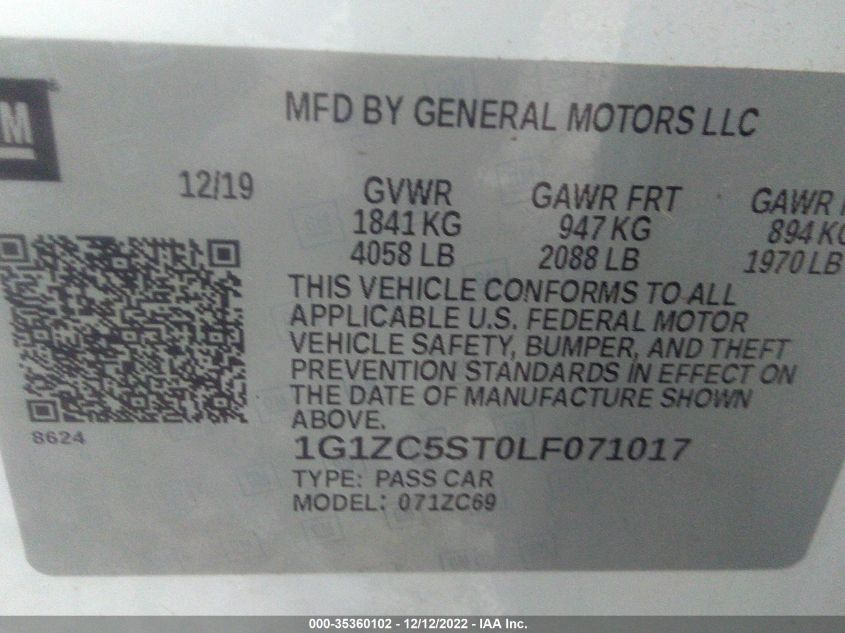 MFD BY GENERAL MOTORS LLC
12/19 GVWR GAWR FRT GAWR
1841 KG 947 KG 894 KG
4058 LB 2088 LB 1970 LB
THIS VEHICLE CONFORMS TO ALL
APPLICABLE U.S. FEDERAL MOTOR
VEHICLE SAFETY, BUMPER, AND THEFT
PREVENTION STANDARDS IN EFFECT ON
THE DATE OF MANUFACTURE SHOWN
ABOVE.
8624
1G1ZC5ST0LF071017
TYPE: PASS CAR
MODEL: 071ZC69
000-35360102 - 12/12/2022 - IAA Inc.